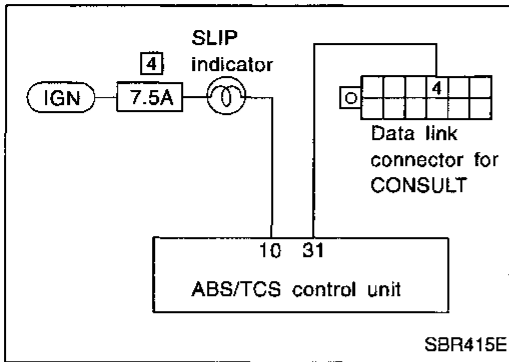 SLIP
indicator
4
IGN
7.5A
4
Data link
connector for
CONSULT
10 31
ABS/TCS control unit
SBR415E